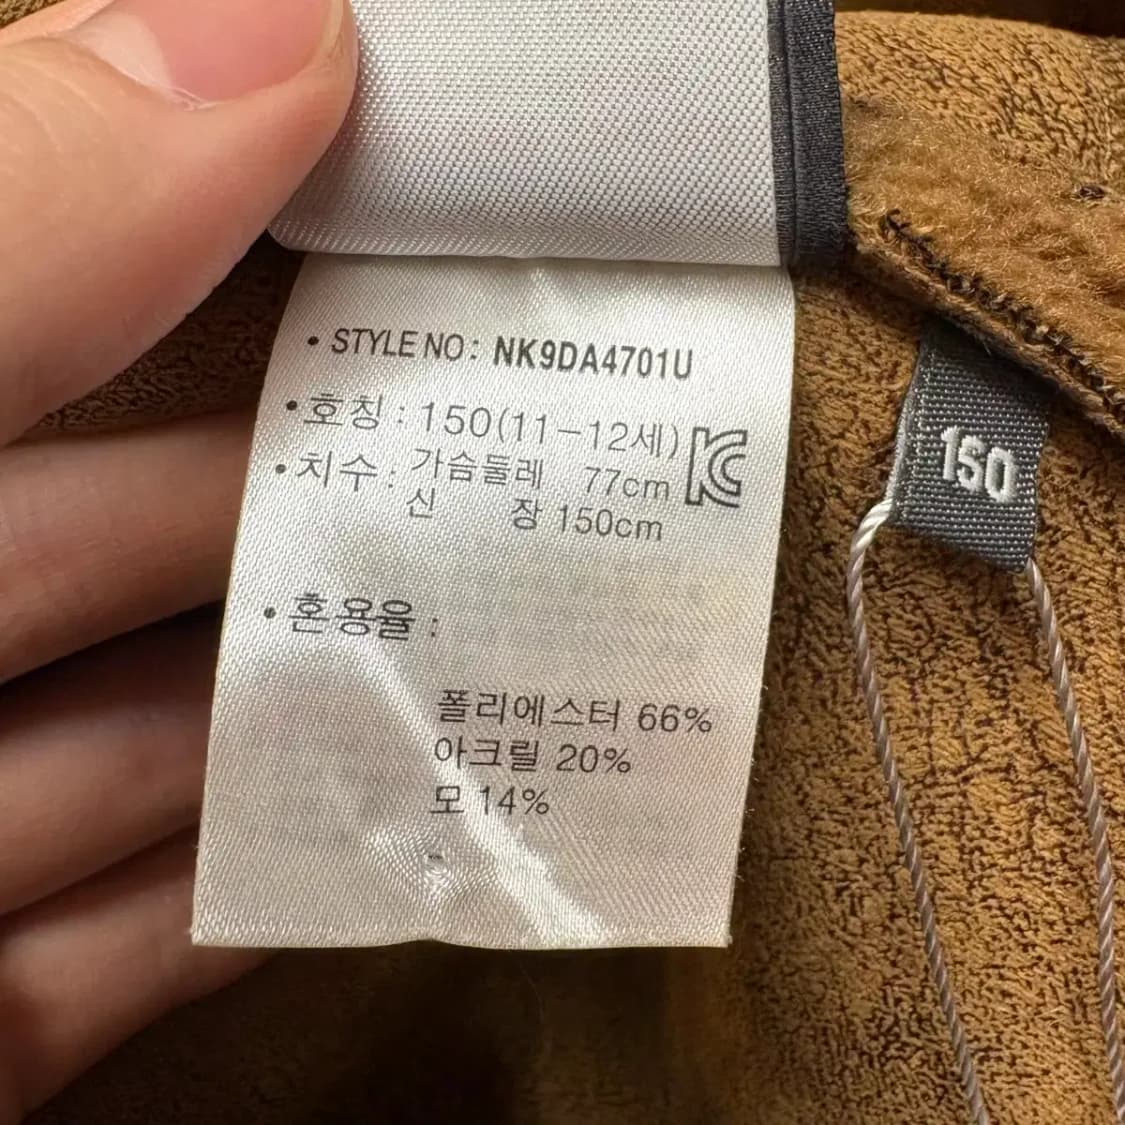 • STYLE NO : NK9DA4701U
• 호칭 : 150(11-12세)
• 치수 : 가슴둘레 77cm
신 장 150cm
• 혼용율 :
폴리에스터 66%
아크릴 20%
모 14%
150